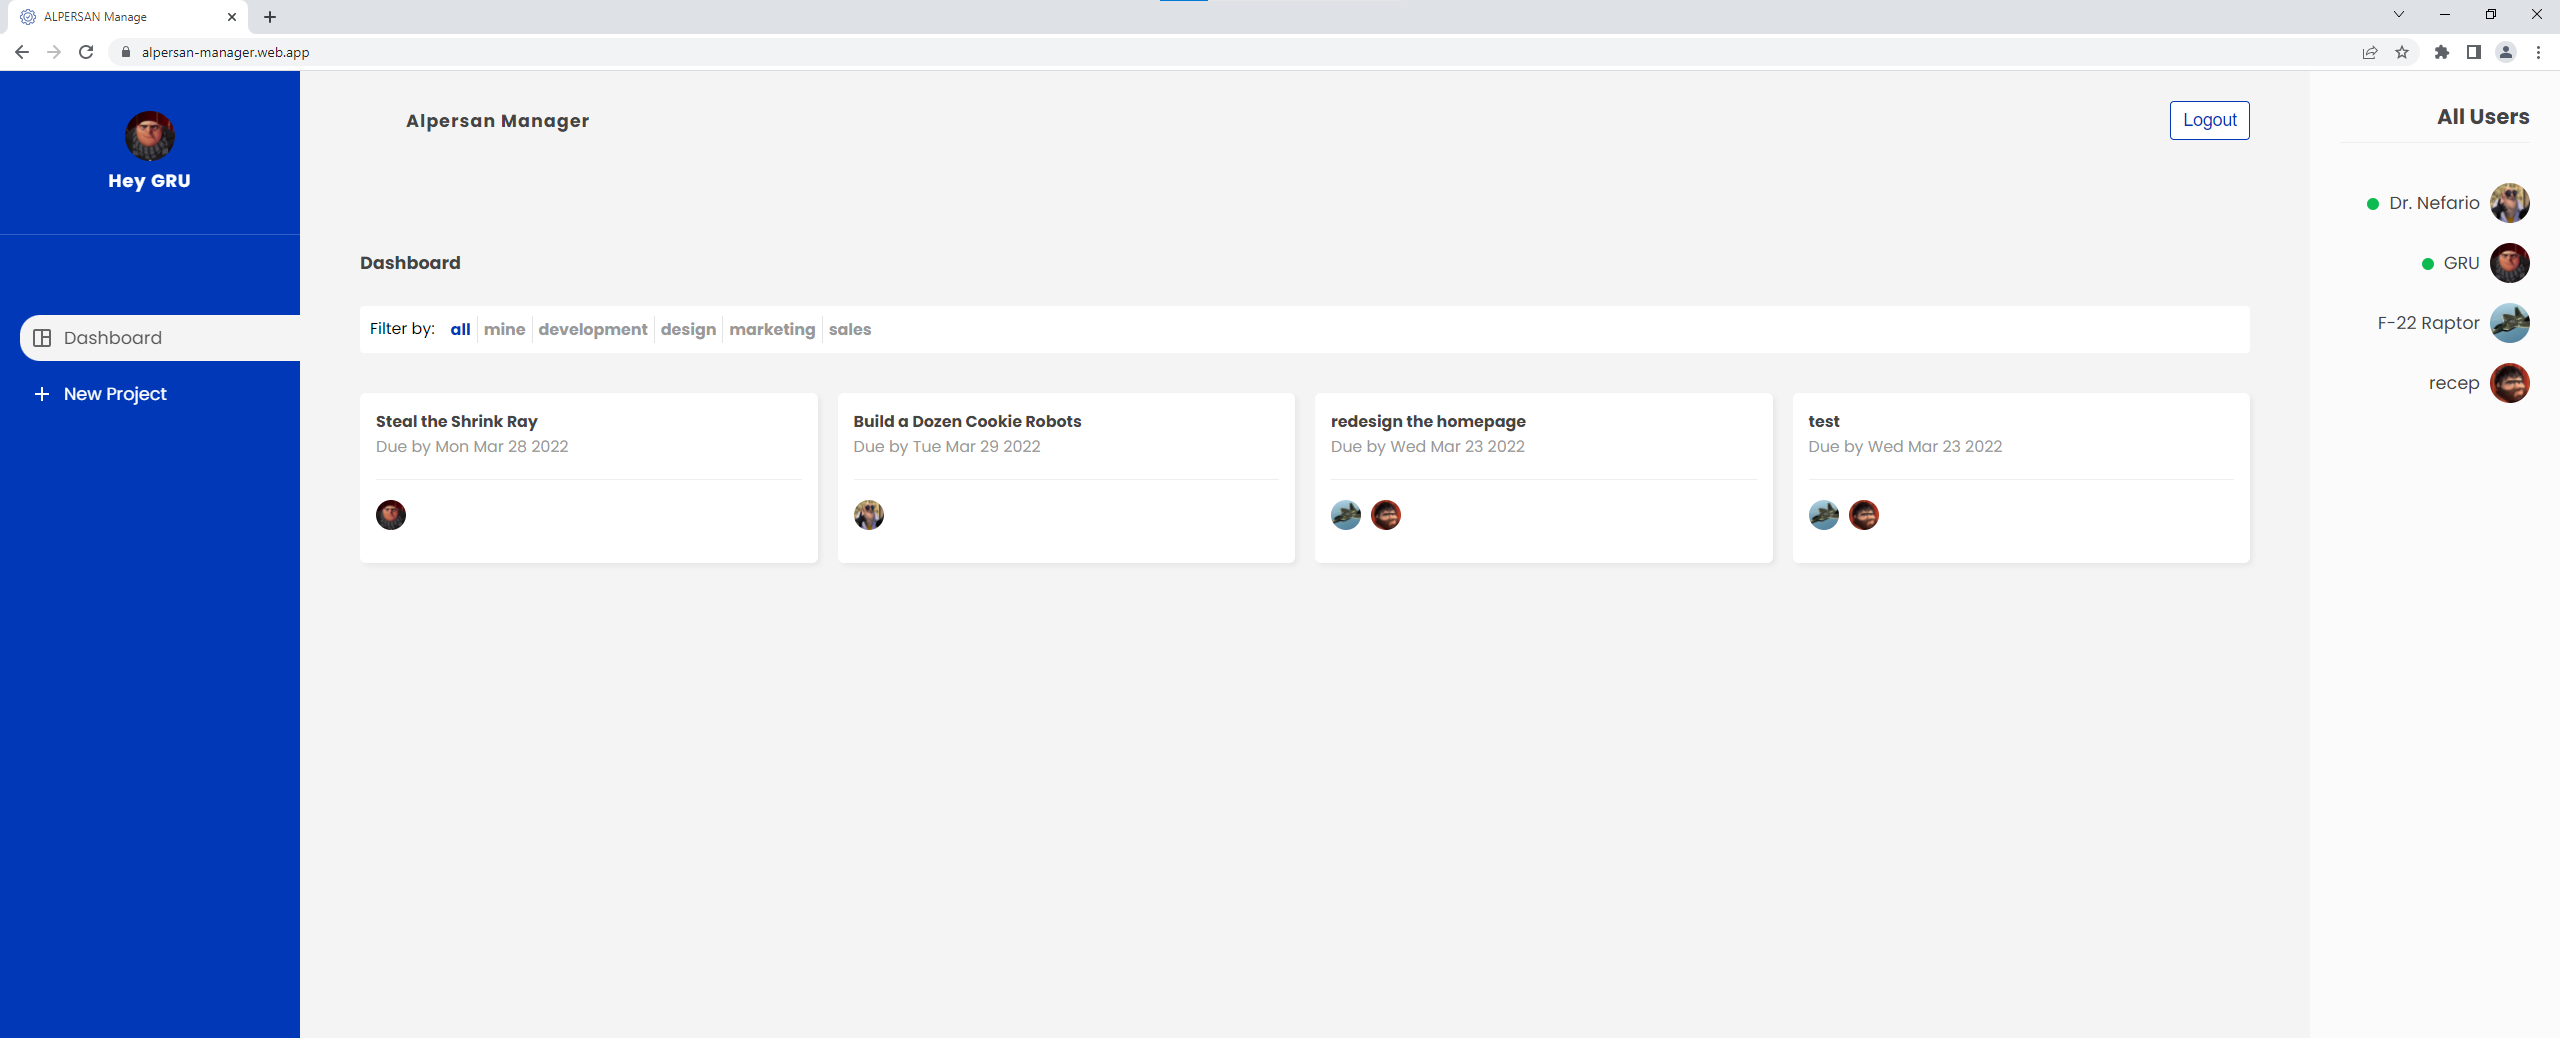 ALPERSAN Manage
alpersan-manager.web.app
Hey GRU
Dashboard
New Project
Alpersan Manager
Logout
Dashboard
Filter by: all mine development design marketing sales
Steal the Shrink Ray
Due by Mon Mar 28 2022
Build a Dozen Cookie Robots
Due by Tue Mar 29 2022
redesign the homepage
Due by Wed Mar 23 2022
test
Due by Wed Mar 23 2022
All Users
Dr. Nefario
GRU
F-22 Raptor
recep